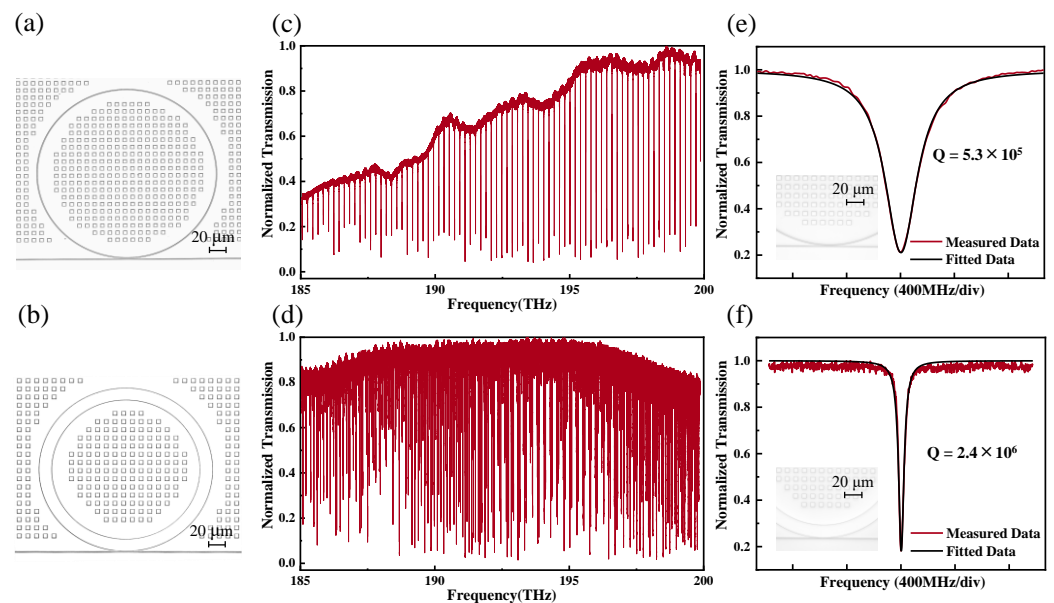 (a)
20 μm
(c)
Normalized Transmission
1.0
0.8
0.6
0.4
0.2
0.0
185
190
195
200
Frequency(THz)
(e)
Normalized Transmission
1.0
0.8
0.6
0.4
0.2
Q = 5.3 × 10⁵
20 μm
Measured Data
Fitted Data
Frequency (400MHz/div)
(b)
20 μm
(d)
Normalized Transmission
1.0
0.8
0.6
0.4
0.2
0.0
185
190
195
200
Frequency(THz)
(f)
Normalized Transmission
1.0
0.8
0.6
0.4
0.2
Q = 2.4 × 10⁶
20 μm
Measured Data
Fitted Data
Frequency (400MHz/div)